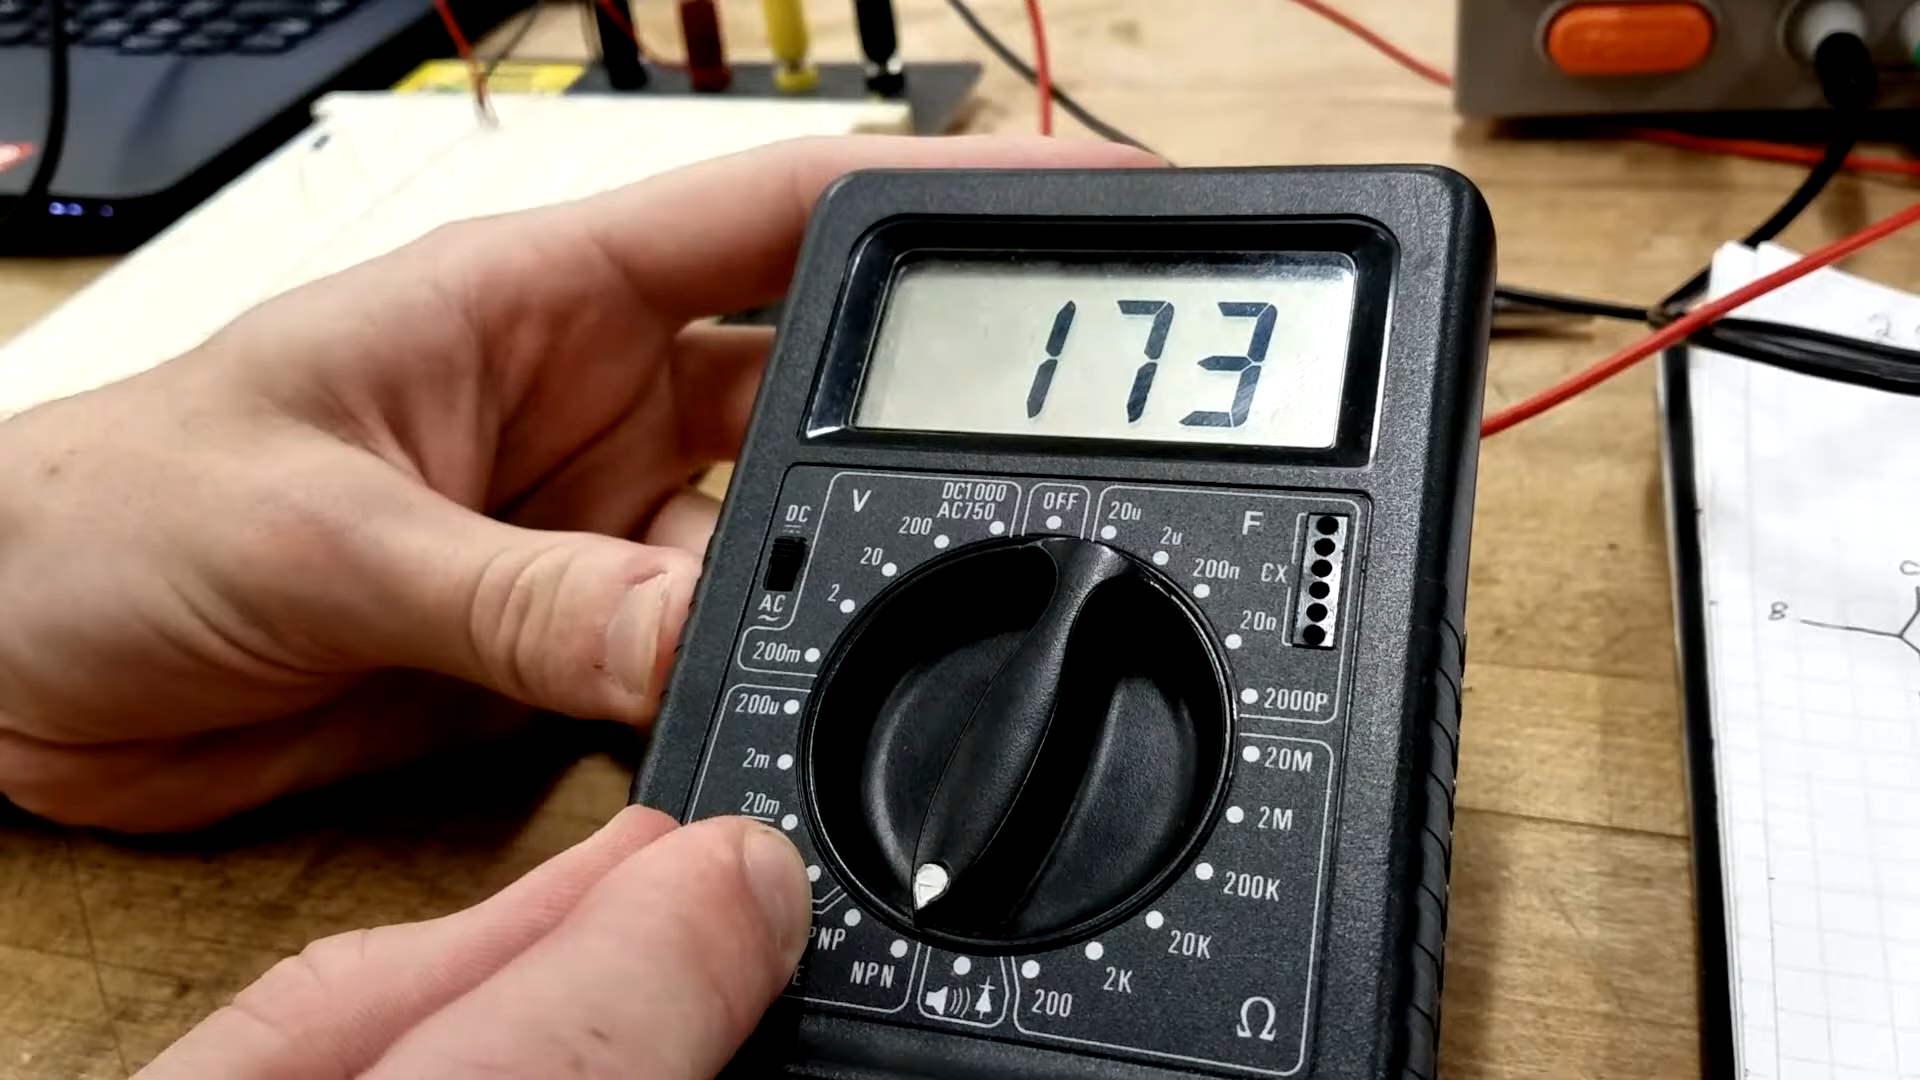 173
V
DC1000
AC750
OFF
20u
F
DC
200
2u
20
200n
CX
2
AC
20n
200m
2000P
200u
2m
20M
20m
2M
200K
PNP
20K
E
NPN
2K
200
Ω
B